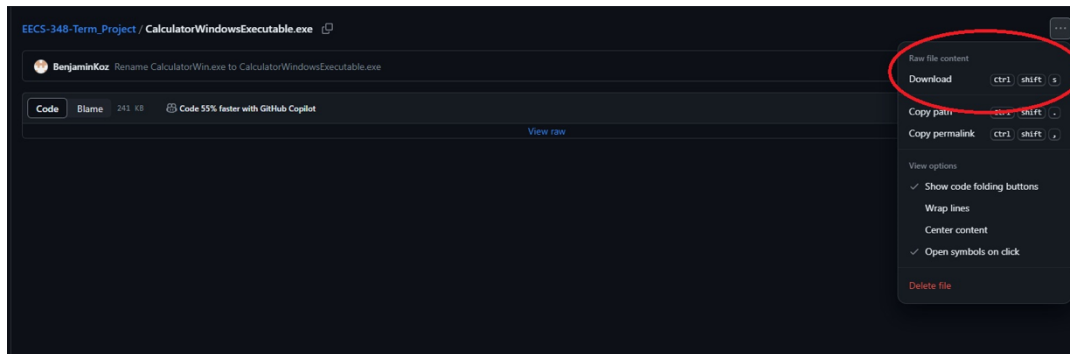 EECS-348-Term_Project / CalculatorWindowsExecutable.exe
...
BenjaminKoz Rename CalculatorWin.exe to CalculatorWindowsExecutable.exe
Code Blame 241 KB Code 55% faster with GitHub Copilot
View raw
Raw file content
Download ctrl shift s
Copy path ctrl shift .
Copy permalink ctrl shift ,
View options
Show code folding buttons
Wrap lines
Center content
Open symbols on click
Delete file